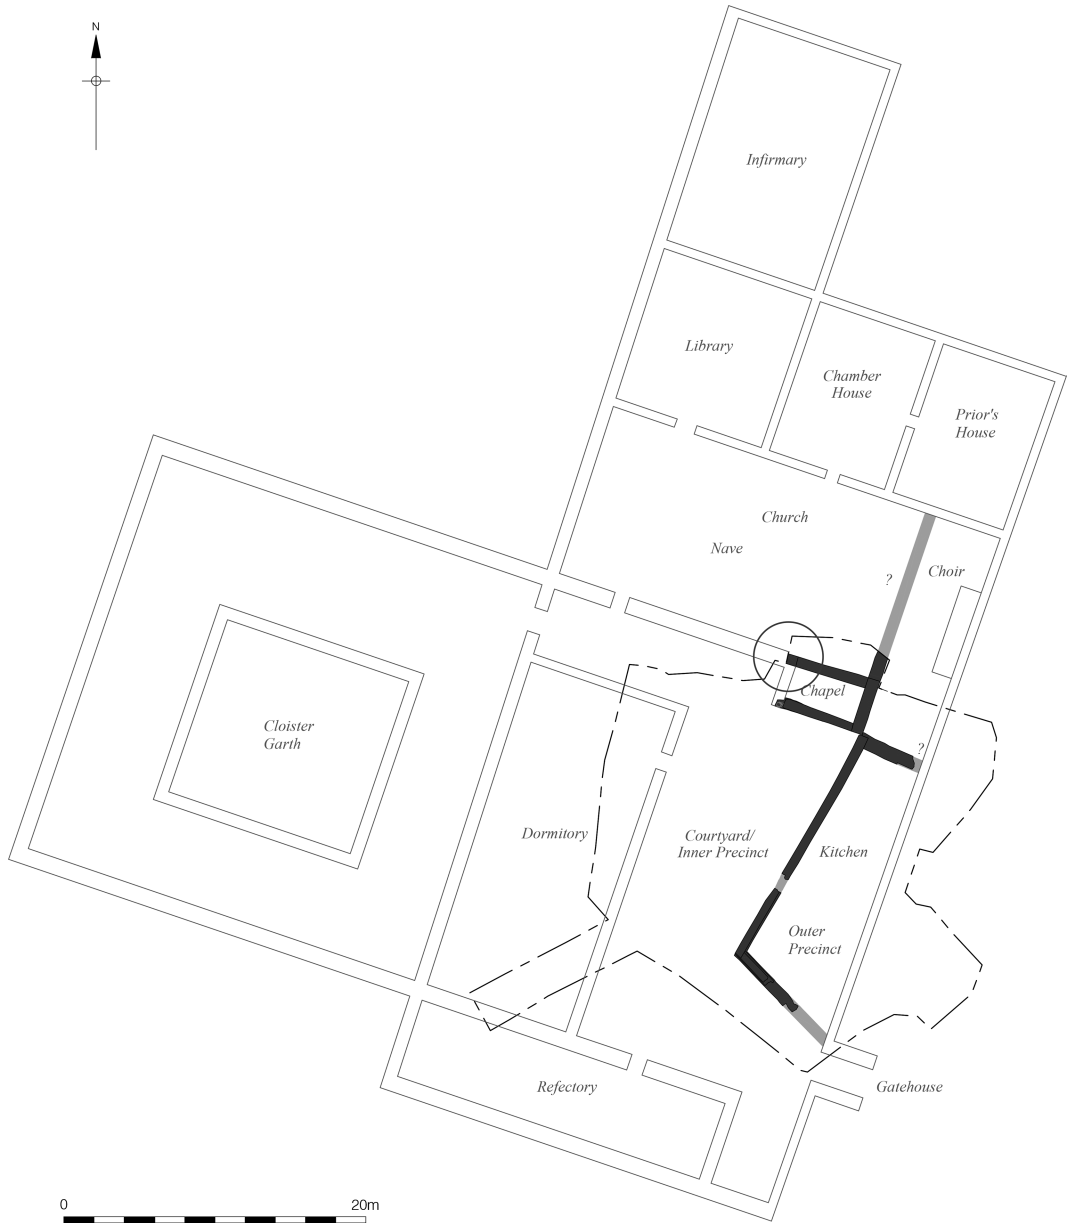 N
Infirmary
Library
Chamber
House
Prior's
House
Church
Nave
Choir
?
Chapel
?
Cloister
Garth
Dormitory
Courtyard/
Inner Precinct
Kitchen
Outer
Precinct
Refectory
Gatehouse
0
20m